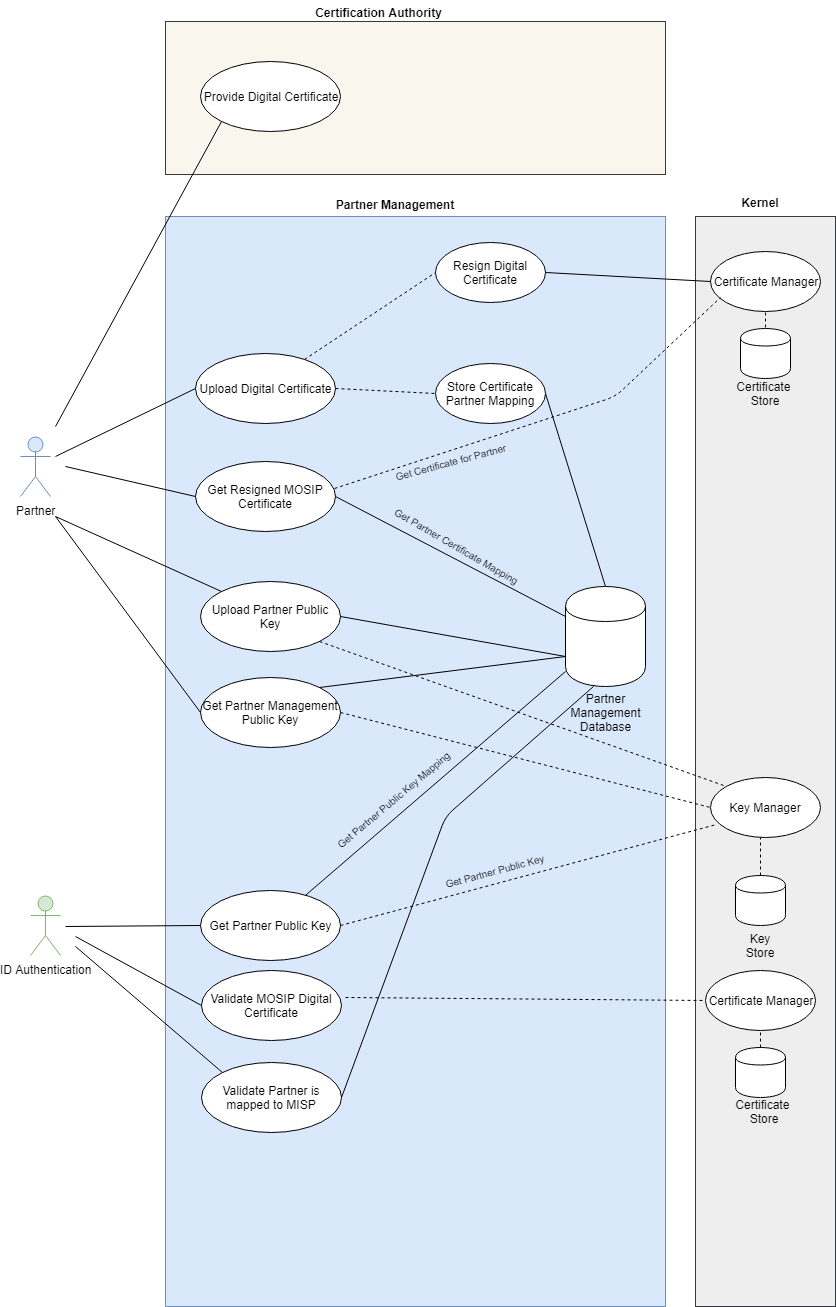 Certification Authority
Provide Digital Certificate
Partner Management
Kernel
Resign Digital
Certificate
Certificate Manager
Certificate
Store
Upload Digital Certificate
Store Certificate
Partner Mapping
Get Certificate for Partner
Partner
Get Resigned MOSIP
Certificate
Get Partner Certificate Mapping
Upload Partner Public
Key
Get Partner Management
Public Key
Partner
Management
Database
Get Partner Public Key Mapping
Key Manager
Get Partner Public Key
Key
Store
ID Authentication
Get Partner Public Key
Validate MOSIP Digital
Certificate
Certificate Manager
Certificate
Store
Validate Partner is
mapped to MISP